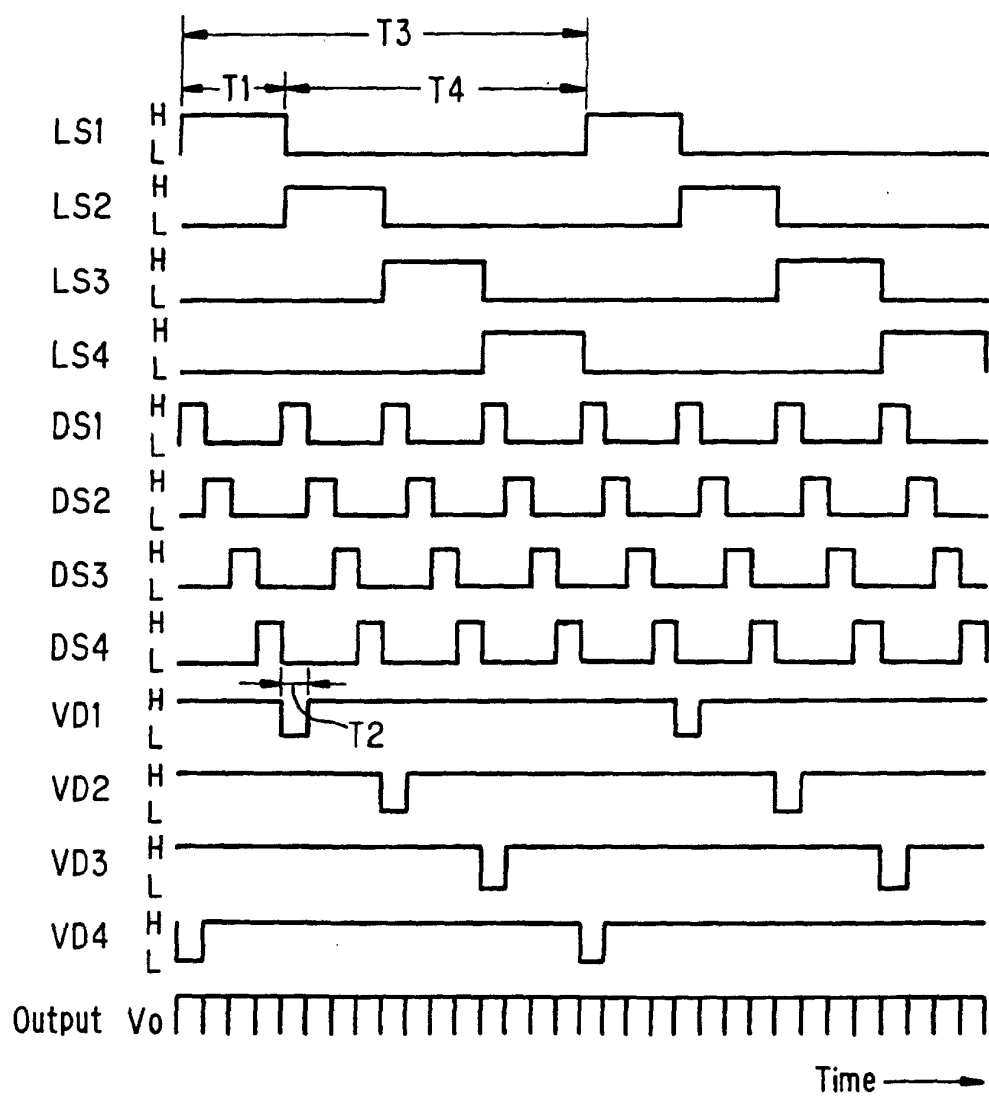 T3
T1 T4
LS1 H L
LS2 H L
LS3 H L
LS4 H L
DS1 H L
DS2 H L
DS3 H L
DS4 H L
VD1 H L
T2
VD2 H L
VD3 H L
VD4 H L
Output Vo
Time